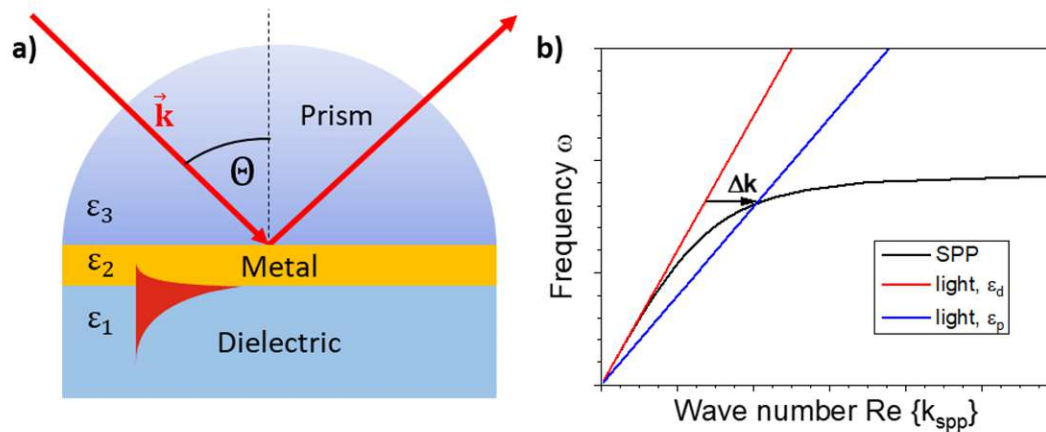 a)
k
Prism
Θ
ε3
ε2
Metal
ε1
Dielectric
b)
Frequency ω
Δk
SPP
light, εd
light, εp
Wave number Re {kspp}